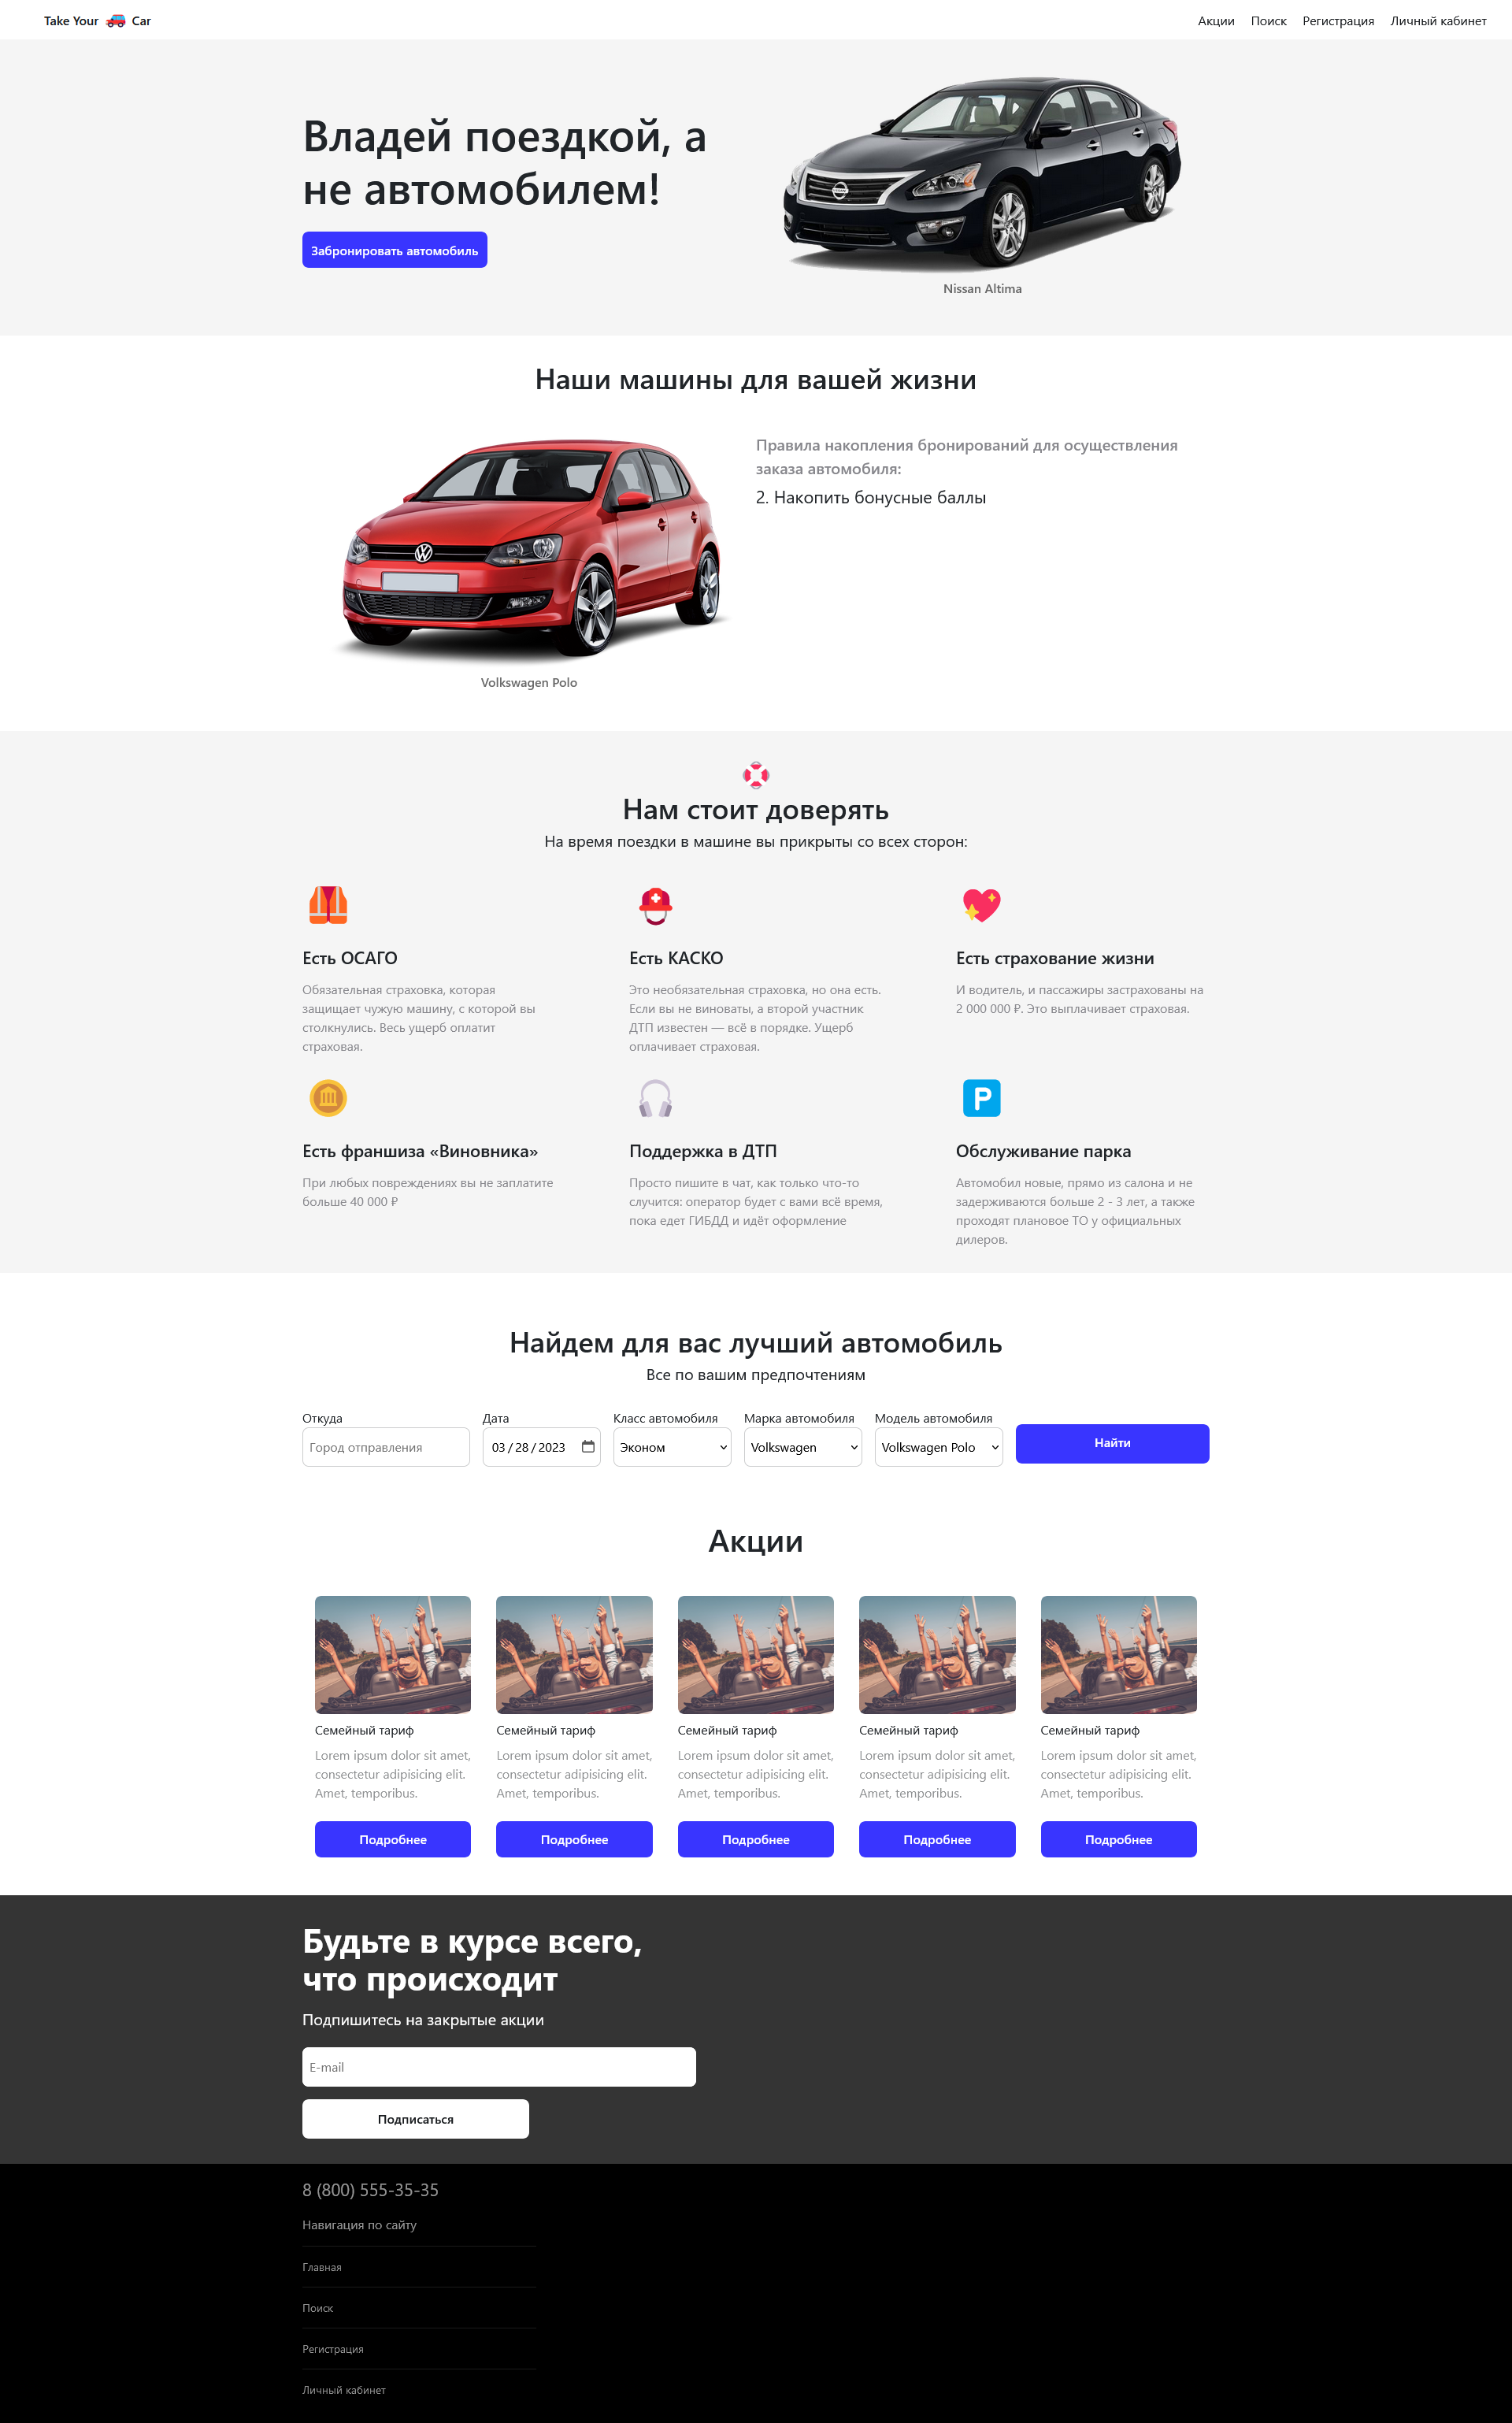 Take Your Car
Акции Поиск Регистрация Личный кабинет
Владей поездкой, а
не автомобилем!
Забронировать автомобиль
Nissan Altima
Наши машины для вашей жизни
Правила накопления бронирований для осуществления
заказа автомобиля:
2. Накопить бонусные баллы
Volkswagen Polo
Нам стоит доверять
На время поездки в машине вы прикрыты со всех сторон:
Есть ОСАГО
Обязательная страховка, которая
защищает чужую машину, с которой вы
столкнулись. Весь ущерб оплатит
страховая.
Есть КАСКО
Это необязательная страховка, но она есть.
Если вы не виноваты, а второй участник
ДТП известен — всё в порядке. Ущерб
оплачивает страховая.
Есть страхование жизни
И водитель, и пассажиры застрахованы на
2 000 000 ₽. Это выплачивает страховая.
Есть франшиза «Виновника»
При любых повреждениях вы не заплатите
больше 40 000 ₽
Поддержка в ДТП
Просто пишите в чат, как только что-то
случится: оператор будет с вами всё время,
пока едет ГИБДД и идёт оформление
P
Обслуживание парка
Автомобил новые, прямо из салона и не
задерживаются больше 2 - 3 лет, а также
проходят плановое ТО у официальных
дилеров.
Найдем для вас лучший автомобиль
Все по вашим предпочтениям
Откуда Дата Класс автомобиля Марка автомобиля Модель автомобиля
Город отправления 03 / 28 / 2023 Эконом Volkswagen Volkswagen Polo Найти
Акции
Семейный тариф
Lorem ipsum dolor sit amet,
consectetur adipisicing elit.
Amet, temporibus.
Подробнее
Семейный тариф
Lorem ipsum dolor sit amet,
consectetur adipisicing elit.
Amet, temporibus.
Подробнее
Семейный тариф
Lorem ipsum dolor sit amet,
consectetur adipisicing elit.
Amet, temporibus.
Подробнее
Семейный тариф
Lorem ipsum dolor sit amet,
consectetur adipisicing elit.
Amet, temporibus.
Подробнее
Семейный тариф
Lorem ipsum dolor sit amet,
consectetur adipisicing elit.
Amet, temporibus.
Подробнее
Будьте в курсе всего,
что происходит
Подпишитесь на закрытые акции
E-mail
Подписаться
8 (800) 555-35-35
Навигация по сайту
Главная
Поиск
Регистрация
Личный кабинет